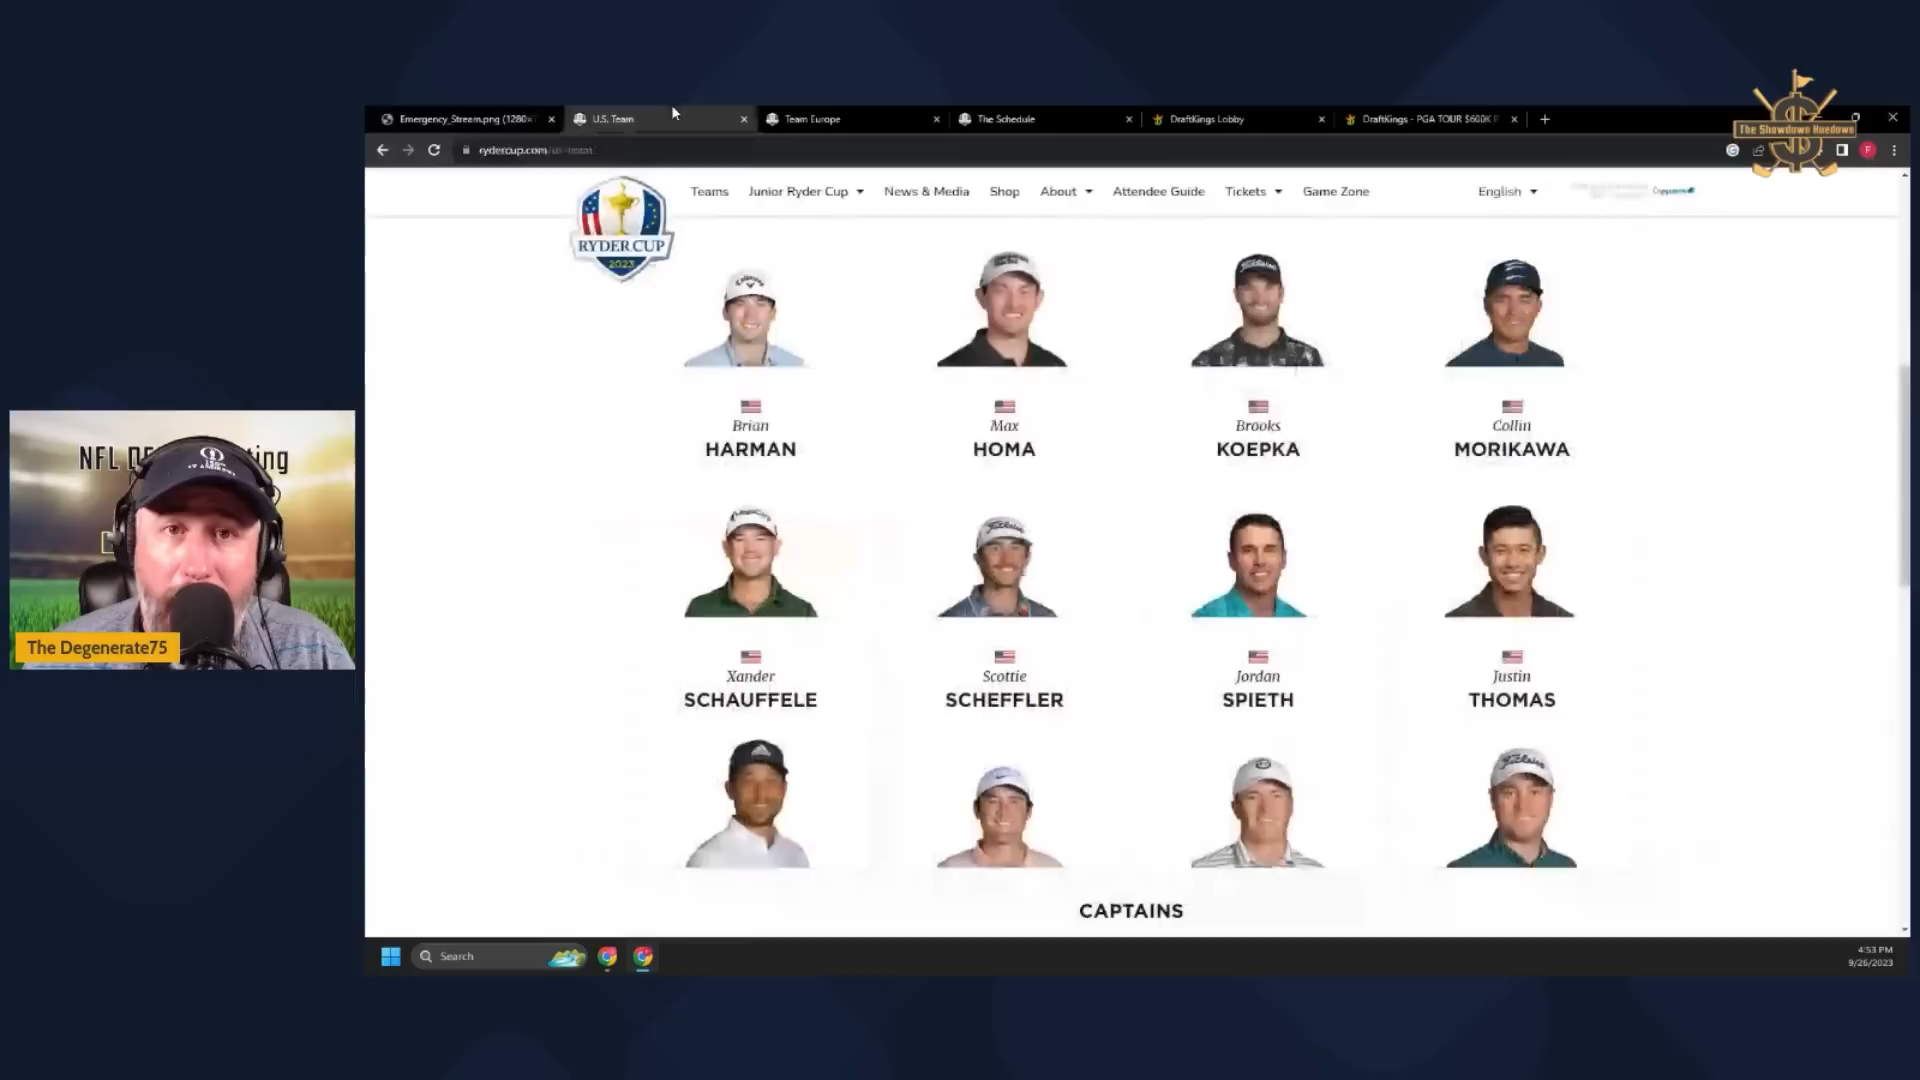 Emergency_Stream.png (1280×
U.S. Team
Team Europe
The Schedule
DraftKings Lobby
DraftKings - PGA TOUR $600K
The Showdown Hoedown
rydercup.com
F
RYDER CUP
2023
Teams
Junior Ryder Cup
News & Media
Shop
About
Attendee Guide
Tickets
Game Zone
English
Brian
HARMAN
Max
HOMA
Brooks
KOEPKA
Collin
MORIKAWA
Xander
SCHAUFFELE
Scottie
SCHEFFLER
Jordan
SPIETH
Justin
THOMAS
CAPTAINS
NFL
The Degenerate75
Search
4:53 PM
9/26/2023